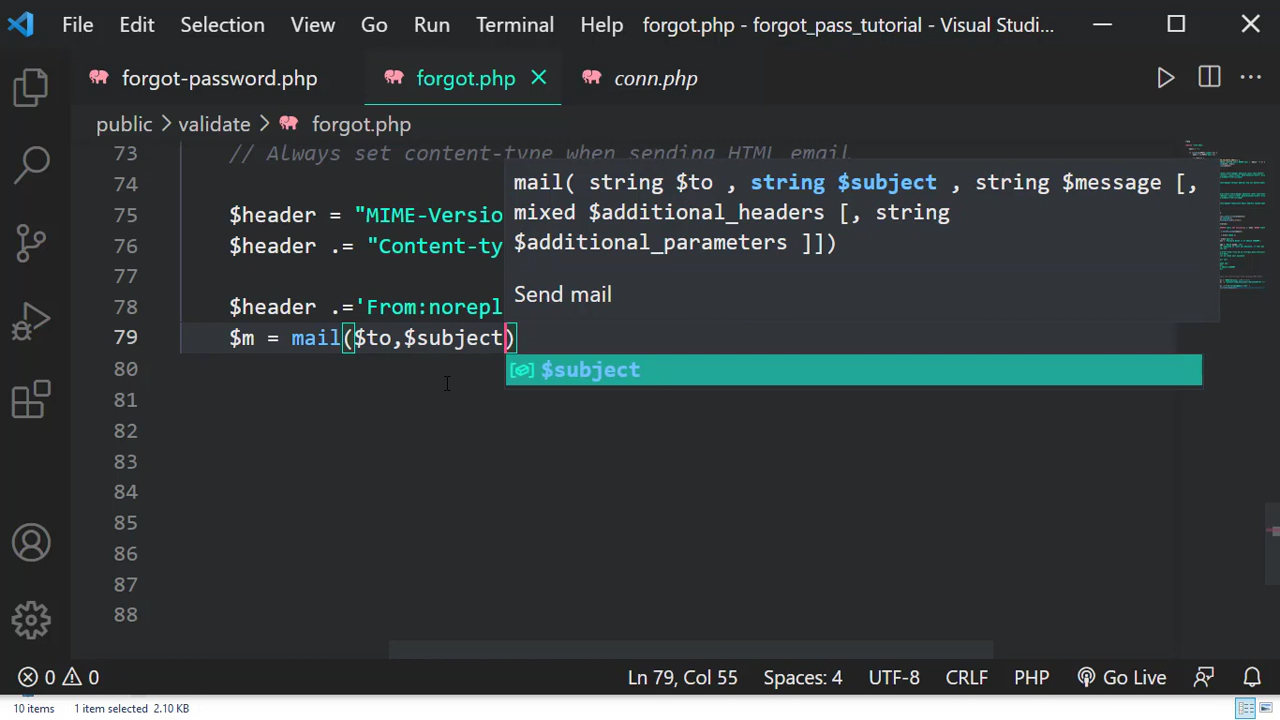 File Edit Selection View Go Run Terminal Help forgot.php - forgot_pass_tutorial - Visual Studi...
forgot-password.php forgot.php conn.php
public > validate > forgot.php
73 // Always set content-type when sending HTML email
74
75 $header = "MIME-Versio
76 $header .= "Content-ty
77
78 $header .='From:norepl
79 $m = mail($to,$subject)
80
81
82
83
84
85
86
87
88
mail( string $to , string $subject , string $message [,
mixed $additional_headers [, string
$additional_parameters ]])
Send mail
$subject
0 0 Ln 79, Col 55 Spaces: 4 UTF-8 CRLF PHP Go Live
10 items 1 item selected 2.10 KB